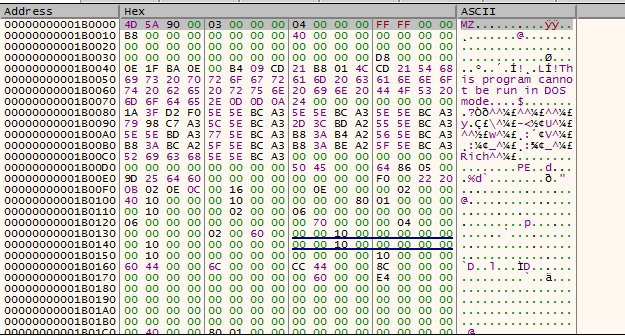 Address Hex ASCII
00000000001B0000 4D 5A 90 00 03 00 00 00 04 00 00 00 FF FF 00 00 MZ..........ÿÿ..
00000000001B0010 B8 00 00 00 00 00 00 00 40 00 00 00 00 00 00 00 ¸.......@.......
00000000001B0020 00 00 00 00 00 00 00 00 00 00 00 00 00 00 00 00 ................
00000000001B0030 00 00 00 00 00 00 00 00 00 00 00 00 D8 00 00 00 ............Ø...
00000000001B0040 0E 1F BA 0E 00 B4 09 CD 21 B8 01 4C CD 21 54 68 ..º..´.Í!¸.LÍ!Th
00000000001B0050 69 73 20 70 72 6F 67 72 61 6D 20 63 61 6E 6E 6F is program canno
00000000001B0060 74 20 62 65 20 72 75 6E 20 69 6E 20 44 4F 53 20 t be run in DOS
00000000001B0070 6D 6F 64 65 2E 0D 0D 0A 24 00 00 00 00 00 00 00 mode....$.......
00000000001B0080 1A 3F D2 F0 5E 5E BC A3 5E 5E BC A3 5E 5E BC A3 .?Òð^^¼£^^¼£^^¼£
00000000001B0090 79 98 C7 A3 5C 5E BC A3 2D 3C BD A2 55 5E BC A3 y.Ç£\^¼£-<½¢U^¼£
00000000001B00A0 5E 5E BD A3 77 5E BC A3 B8 3A B4 A2 56 5E BC A3 ^^½£w^¼£¸:´¢V^¼£
00000000001B00B0 B8 3A BC A2 5F 5E BC A3 B8 3A BE A2 5F 5E BC A3 ¸:¼¢_^¼£¸:¾¢_^¼£
00000000001B00C0 52 69 63 68 5E 5E BC A3 00 00 00 00 00 00 00 00 Rich^^¼£........
00000000001B00D0 00 00 00 00 00 00 00 00 50 45 00 00 64 86 05 00 ........PE..d...
00000000001B00E0 9D 25 64 60 00 00 00 00 00 00 00 00 F0 00 22 20 .%d`........ð."
00000000001B00F0 0B 02 0E 0C 00 16 00 00 00 0E 00 00 00 02 00 00 ................
00000000001B0100 40 10 00 00 00 10 00 00 00 00 00 80 01 00 00 00 @...............
00000000001B0110 00 10 00 00 00 02 00 00 06 00 00 00 00 00 00 00 ................
00000000001B0120 06 00 00 00 00 00 00 00 00 70 00 00 00 04 00 00 .........p......
00000000001B0130 00 00 00 00 02 00 60 00 00 00 10 00 00 00 00 00 ......`.........
00000000001B0140 00 10 00 00 00 00 00 00 00 00 10 00 00 00 00 00 ................
00000000001B0150 00 10 00 00 00 00 00 00 00 00 00 00 10 00 00 00 ................
00000000001B0160 60 44 00 00 6C 00 00 00 CC 44 00 00 8C 00 00 00 `D..l...ÌD......
00000000001B0170 00 00 00 00 00 00 00 00 00 60 00 00 E4 00 00 00 .........`..ä...
00000000001B0180 00 00 00 00 00 00 00 00 00 00 00 00 00 00 00 00 ................
00000000001B0190 00 00 00 00 00 00 00 00 00 00 00 00 00 00 00 00 ................
00000000001B01A0 00 00 00 00 00 00 00 00 00 00 00 00 00 00 00 00 ................
00000000001B01B0 00 00 00 00 00 00 00 00 00 00 00 00 00 00 00 00 ................
00000000001B01C0 00 40 00 00 80 01 00 00 00 00 00 00 00 00 00 00 .@..............